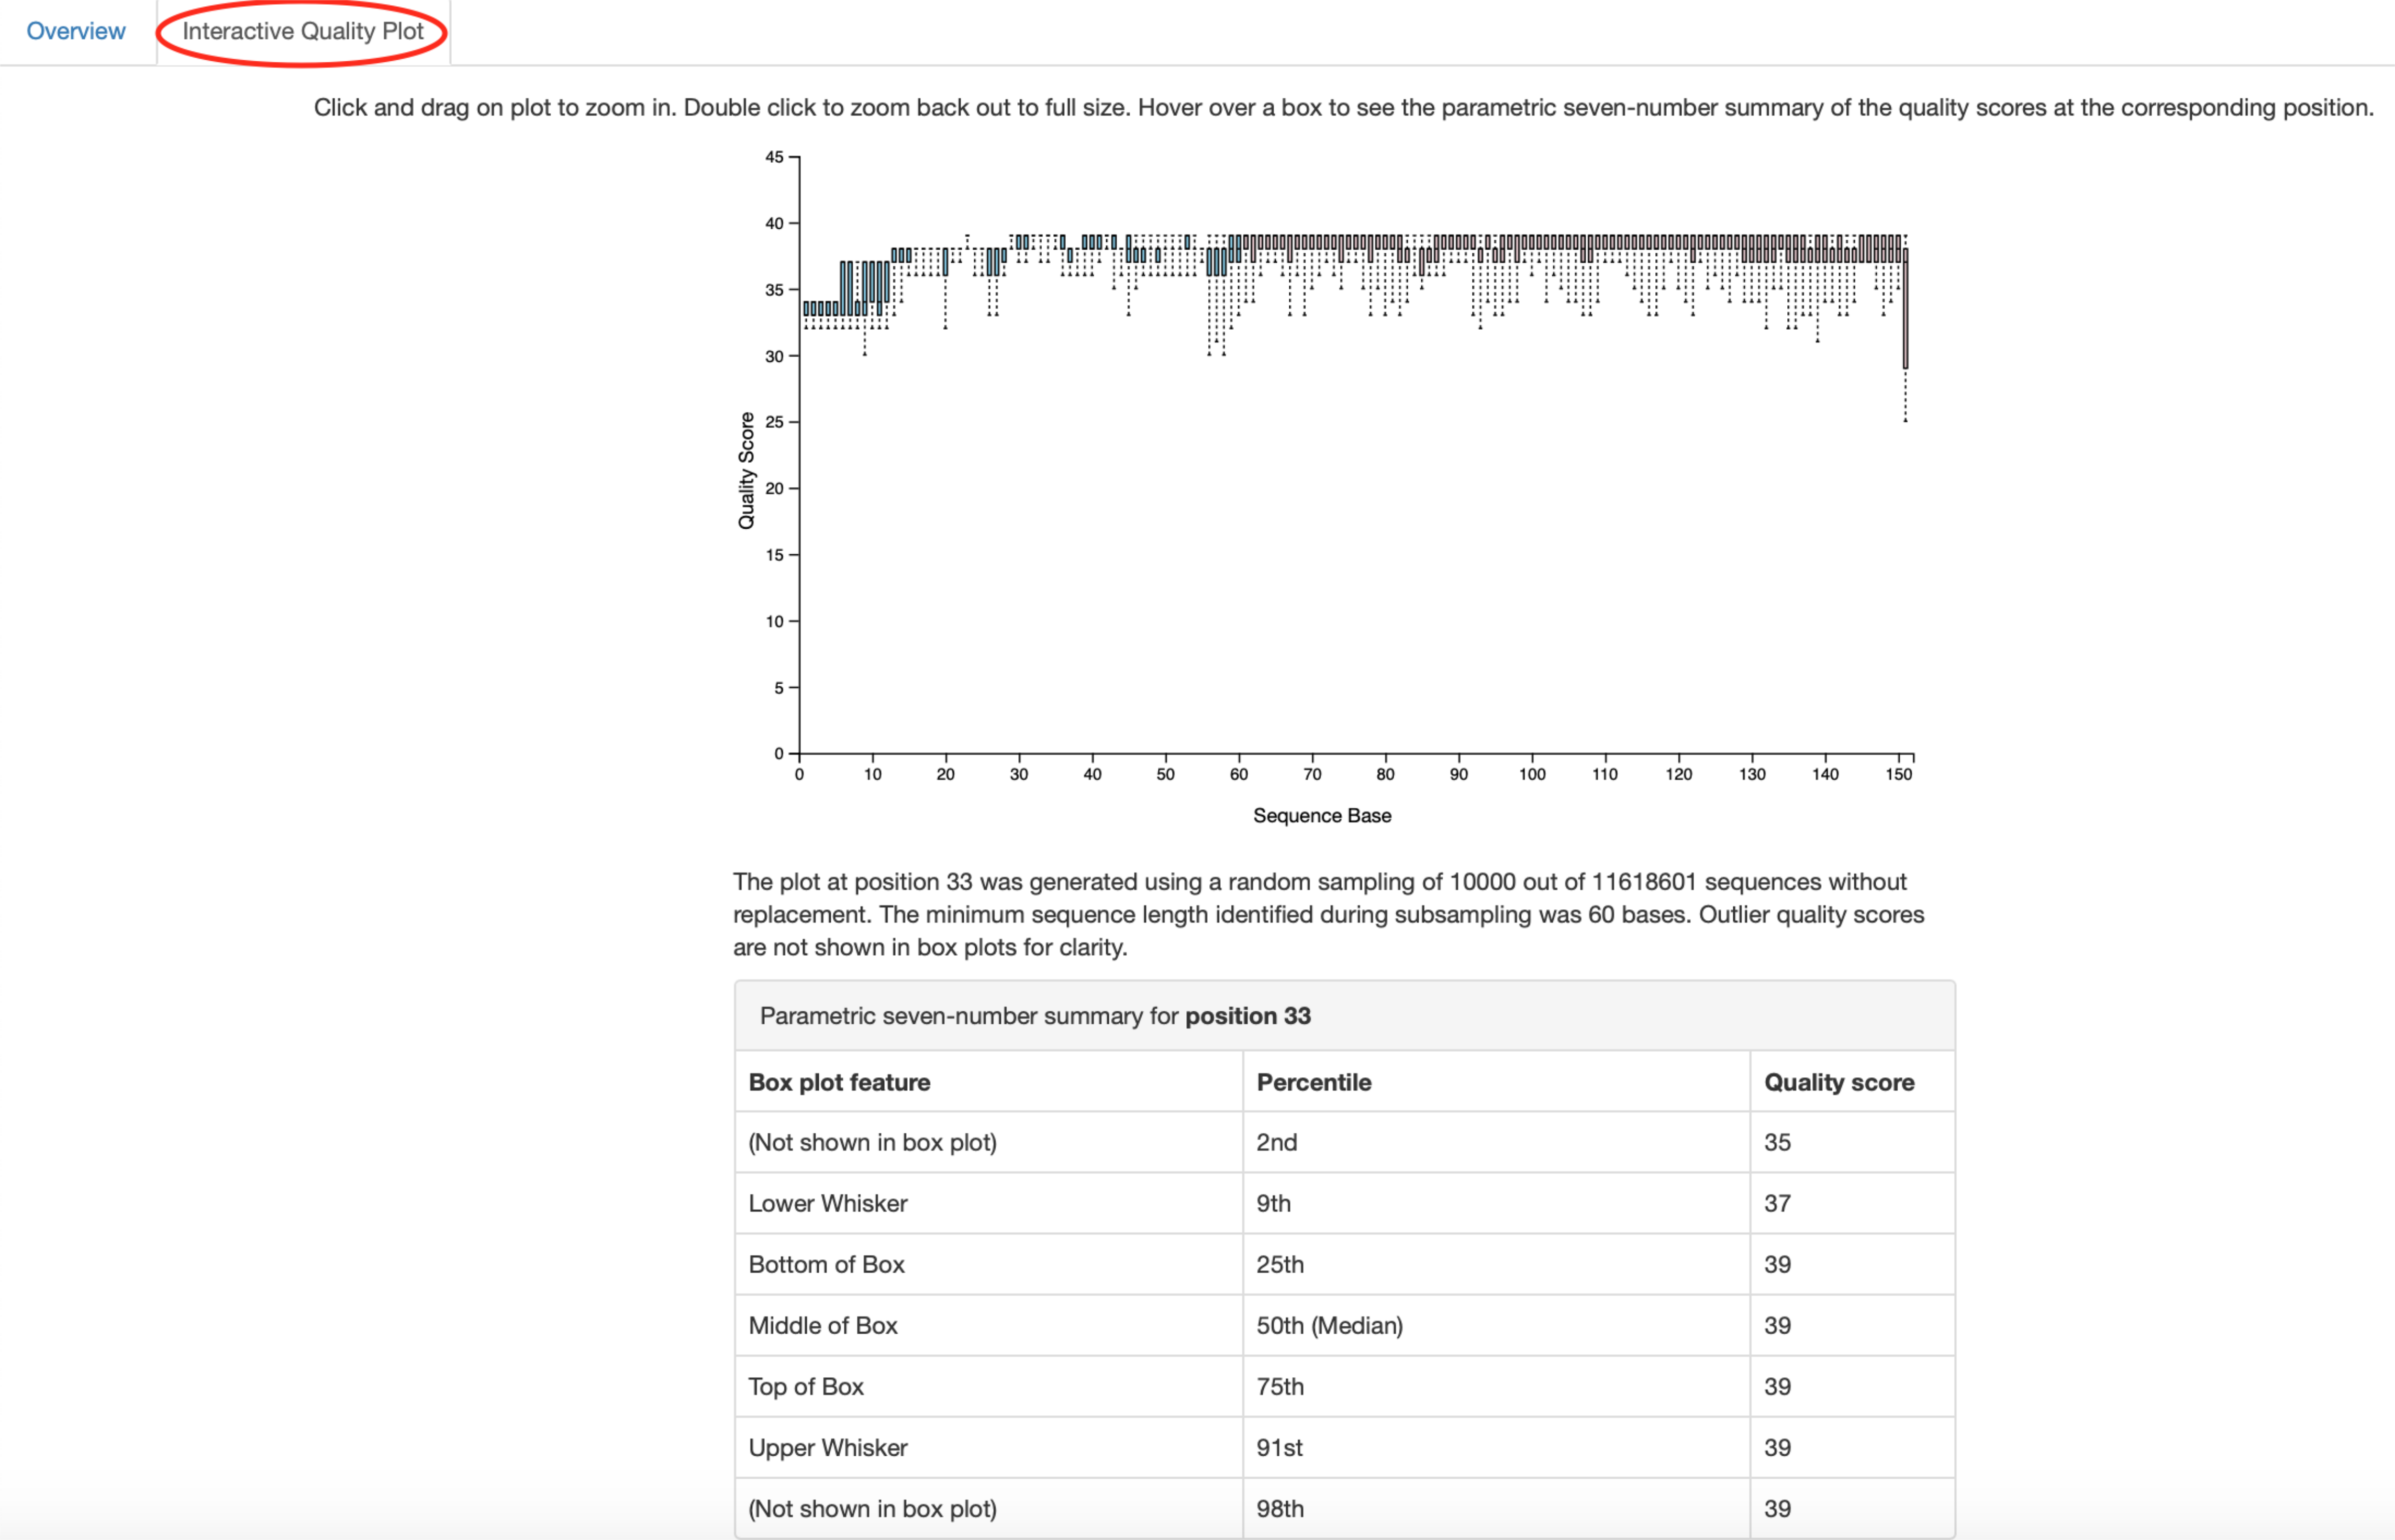 Overview Interactive Quality Plot
Click and drag on plot to zoom in. Double click to zoom back out to full size. Hover over a box to see the parametric seven-number summary of the quality scores at the corresponding position.
45
40
35
30
25
20
15
10
5
0
Quality Score
0 10 20 30 40 50 60 70 80 90 100 110 120 130 140 150
Sequence Base
The plot at position 33 was generated using a random sampling of 10000 out of 11618601 sequences without
replacement. The minimum sequence length identified during subsampling was 60 bases. Outlier quality scores
are not shown in box plots for clarity.
Parametric seven-number summary for position 33
Box plot feature Percentile Quality score
(Not shown in box plot) 2nd 35
Lower Whisker 9th 37
Bottom of Box 25th 39
Middle of Box 50th (Median) 39
Top of Box 75th 39
Upper Whisker 91st 39
(Not shown in box plot) 98th 39